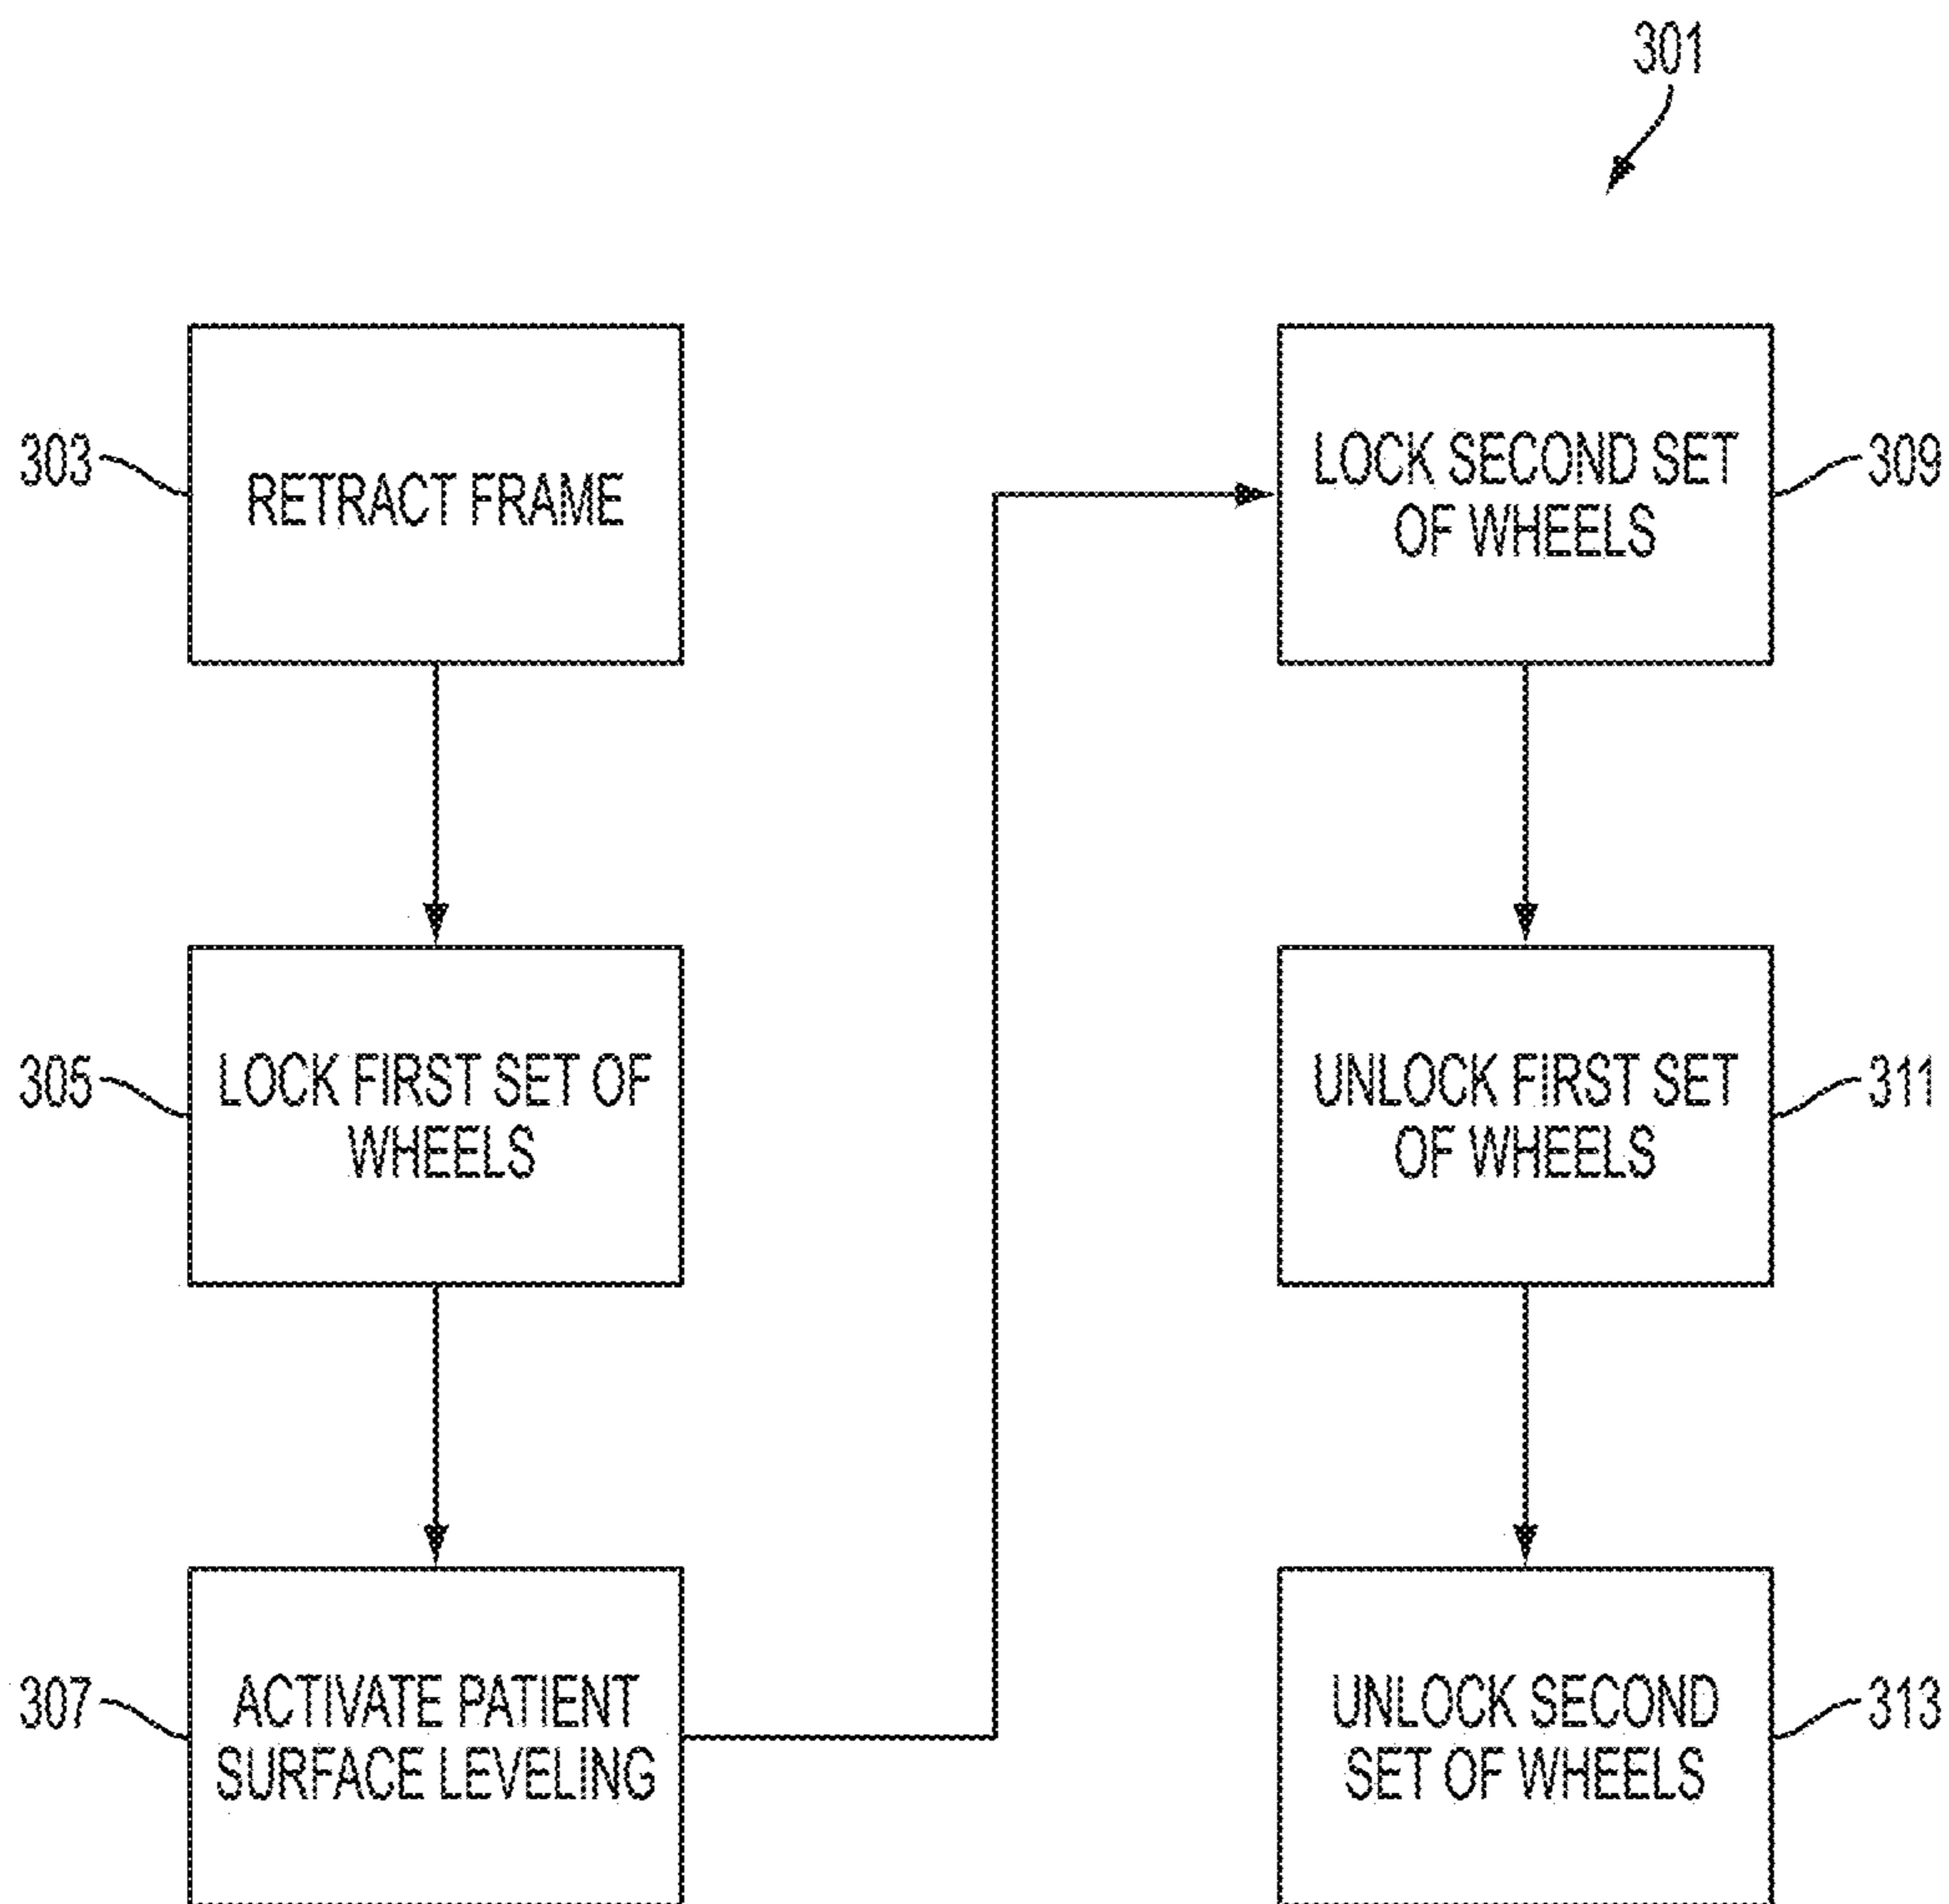 301
303
RETRACT FRAME
305
LOCK FIRST SET OF
WHEELS
307
ACTIVATE PATIENT
SURFACE LEVELING
LOCK SECOND SET
OF WHEELS
309
UNLOCK FIRST SET
OF WHEELS
311
UNLOCK SECOND
SET OF WHEELS
313